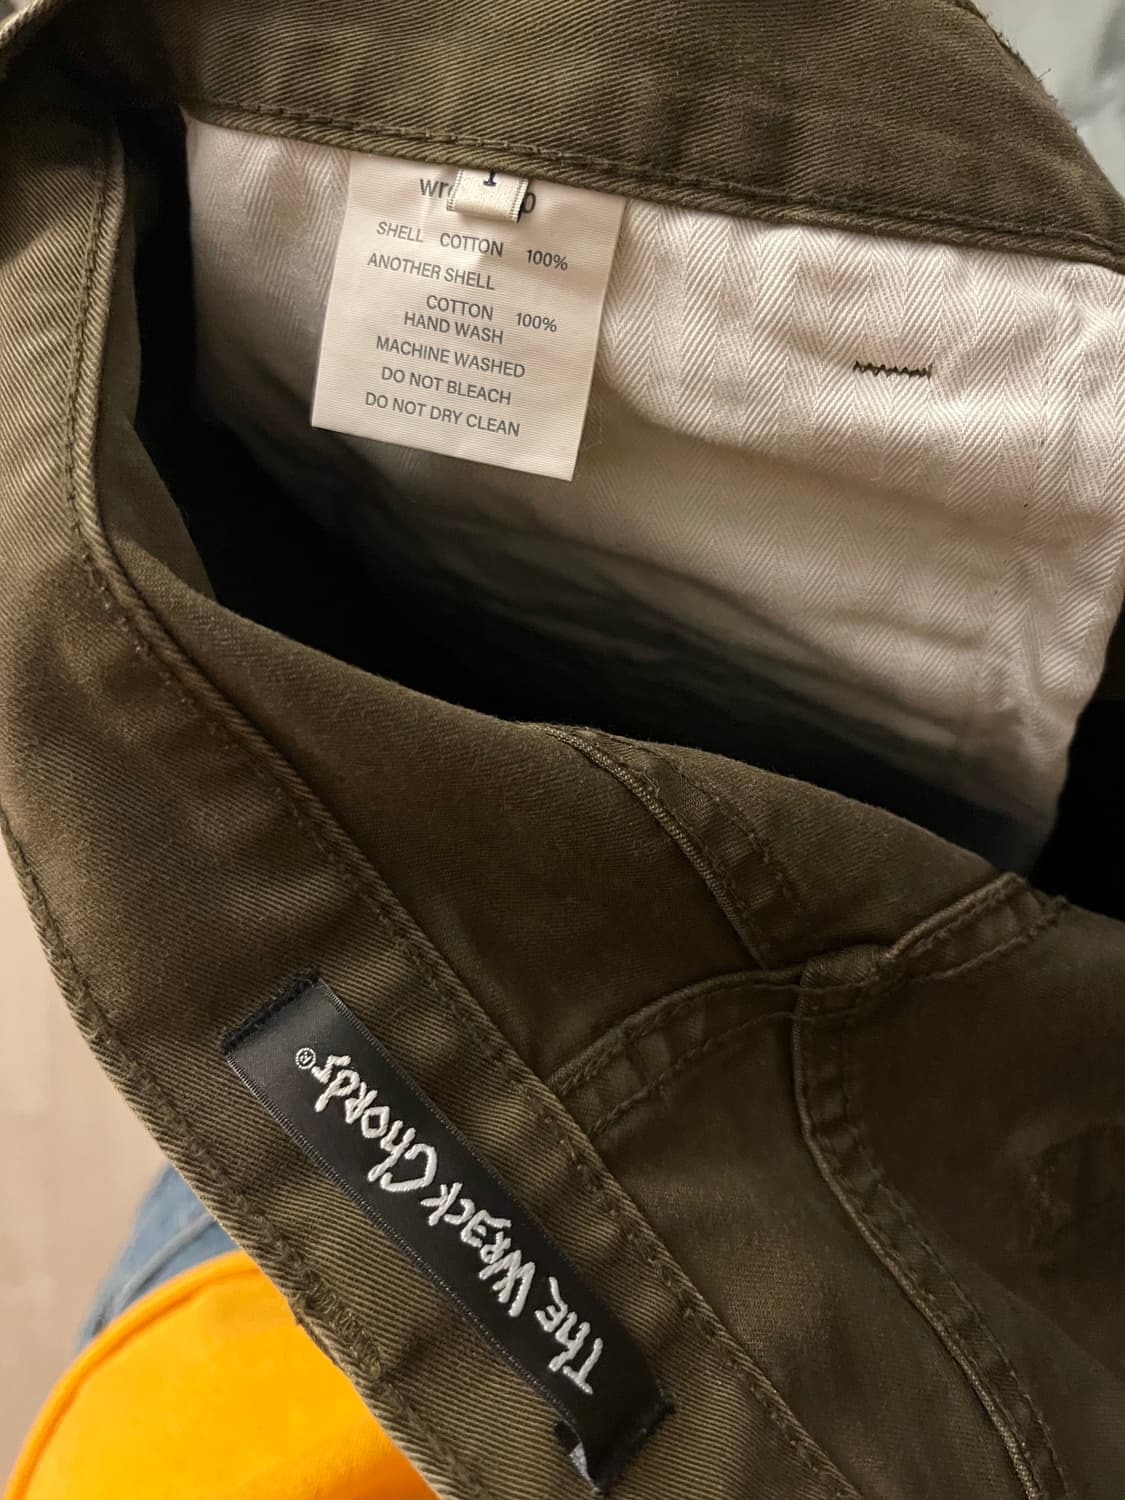 1
SHELL COTTON 100%
ANOTHER SHELL
COTTON 100%
HAND WASH
MACHINE WASHED
DO NOT BLEACH
DO NOT DRY CLEAN
The WRECK ChORds®